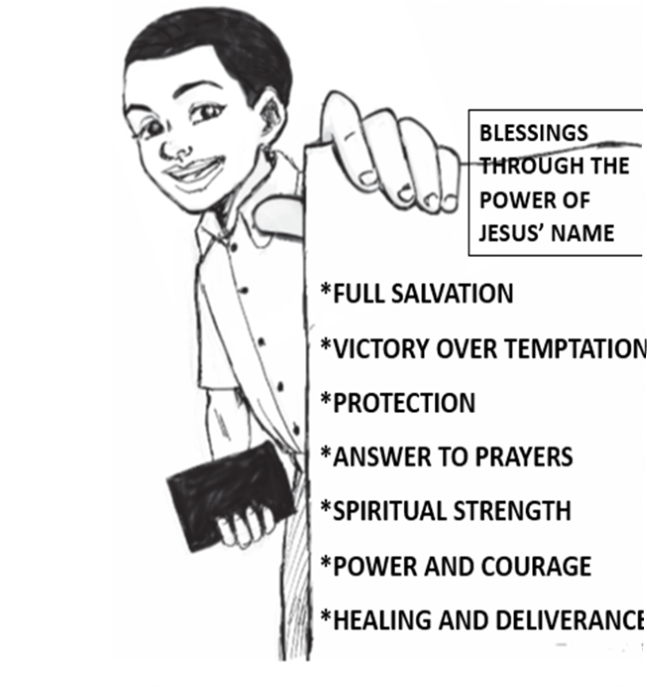 BLESSINGS
THROUGH THE
POWER OF
JESUS’ NAME
*FULL SALVATION
*VICTORY OVER TEMPTATION
*PROTECTION
*ANSWER TO PRAYERS
*SPIRITUAL STRENGTH
*POWER AND COURAGE
*HEALING AND DELIVERANCE